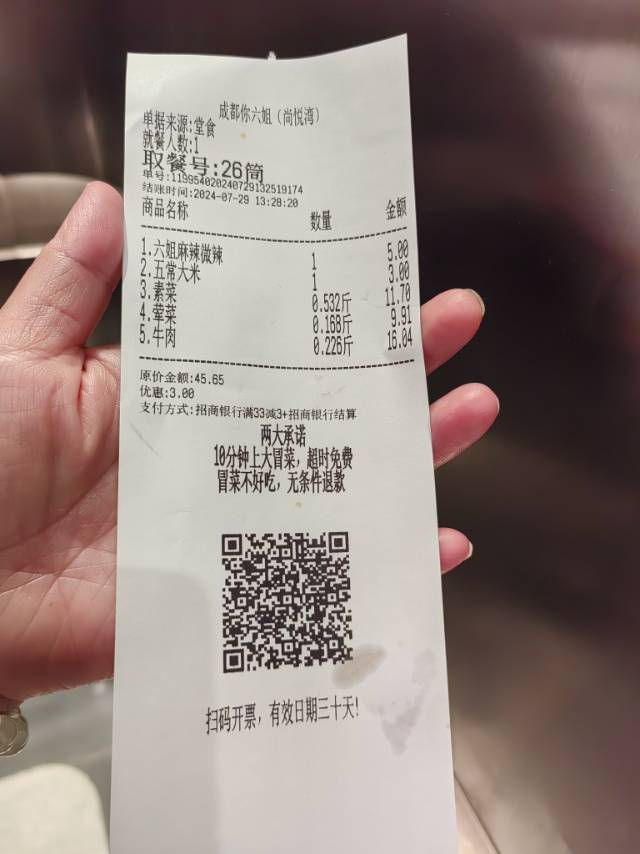 成都你六姐（尚悦湾）
单据来源:堂食
就餐人数:1
取餐号:26筒
单号:119954020240729132519174
结账时间:2024-07-29 13:28:20
商品名称 数量 金额
1.六姐麻辣微辣 1 5.00
2.五常大米 1 3.00
3.素菜 0.532斤 11.70
4.荤菜 0.168斤 9.91
5.牛肉 0.226斤 16.04
原价金额:45.65
优惠:3.00
支付方式:招商银行满33减3+招商银行结算
两大承诺
10分钟上大冒菜，超时免费
冒菜不好吃，无条件退款
扫码开票，有效日期三十天!